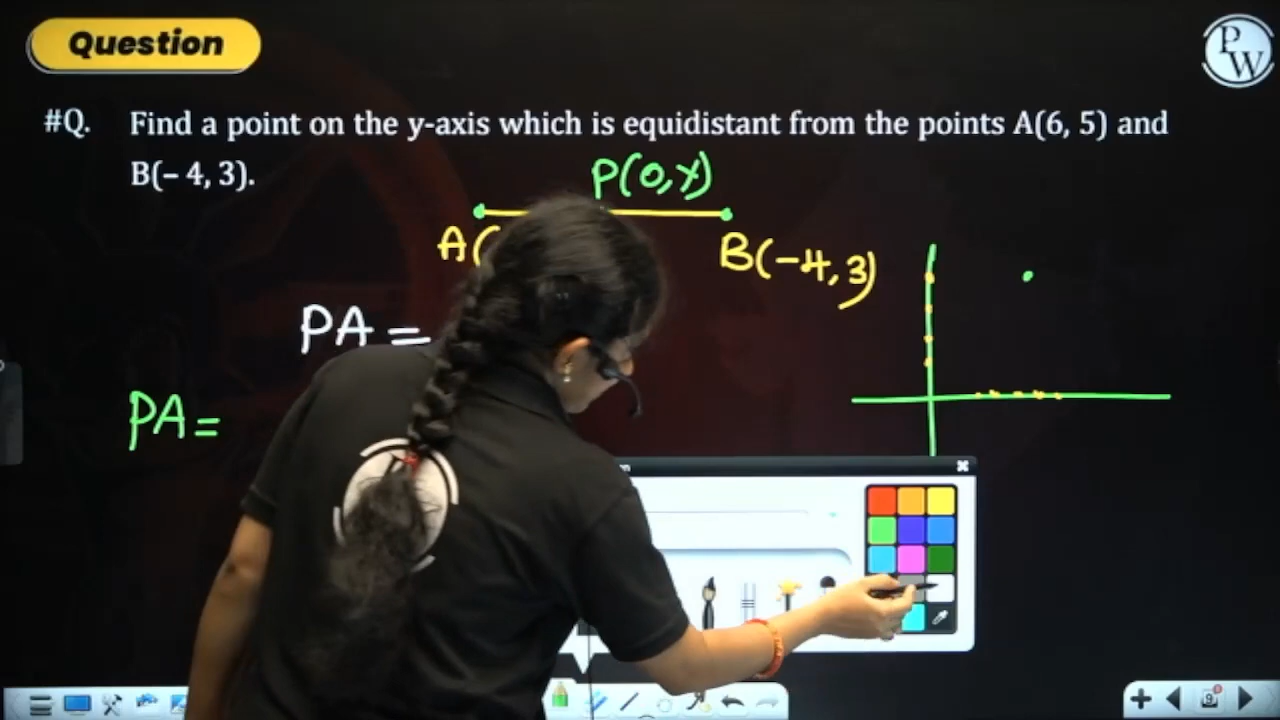 Question
PW
#Q. Find a point on the y-axis which is equidistant from the points A(6, 5) and
B(– 4, 3).
P(0,y)
A(
B(-4,3)
PA =
PA =